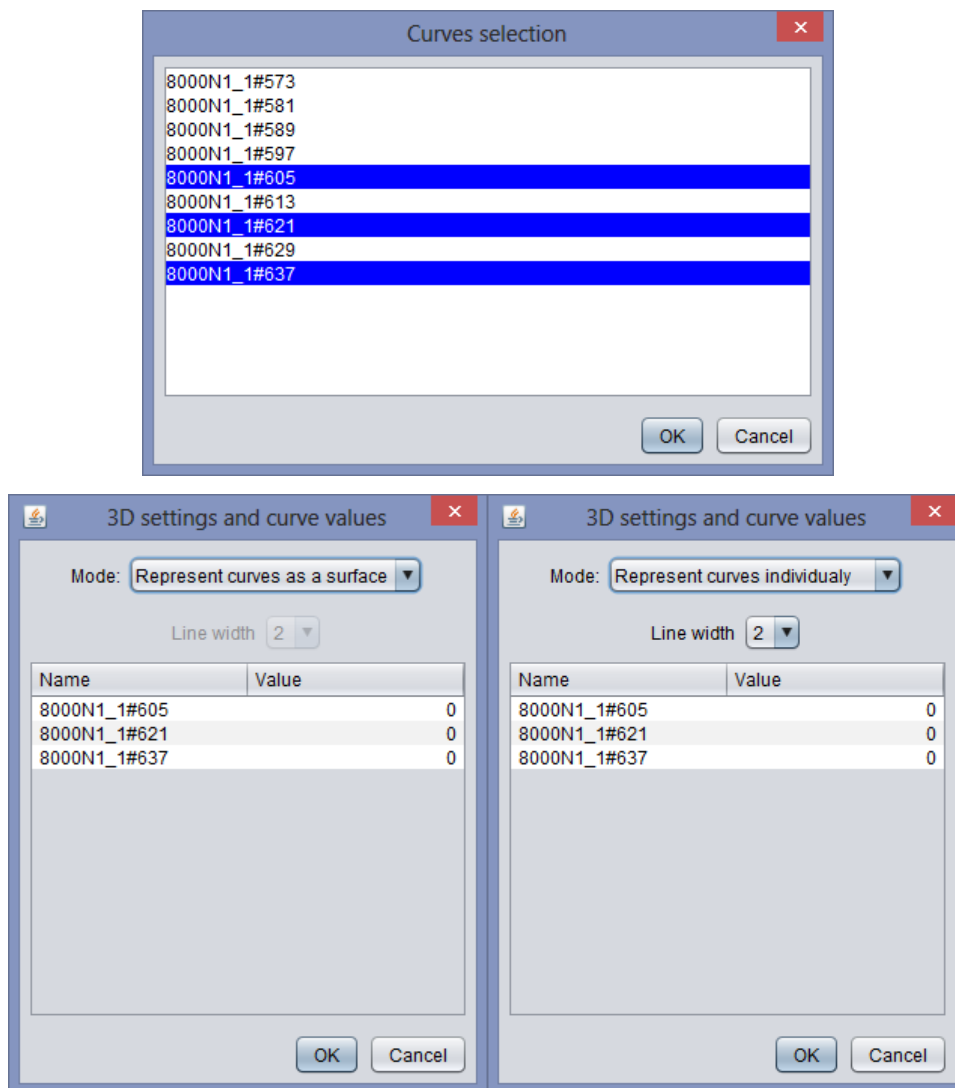 Curves selection
8000N1_1#573
8000N1_1#581
8000N1_1#589
8000N1_1#597
8000N1_1#605
8000N1_1#613
8000N1_1#621
8000N1_1#629
8000N1_1#637
OK Cancel
3D settings and curve values
Mode: Represent curves as a surface
Line width 2
Name Value
8000N1_1#605 0
8000N1_1#621 0
8000N1_1#637 0
OK Cancel
3D settings and curve values
Mode: Represent curves individualy
Line width 2
Name Value
8000N1_1#605 0
8000N1_1#621 0
8000N1_1#637 0
OK Cancel